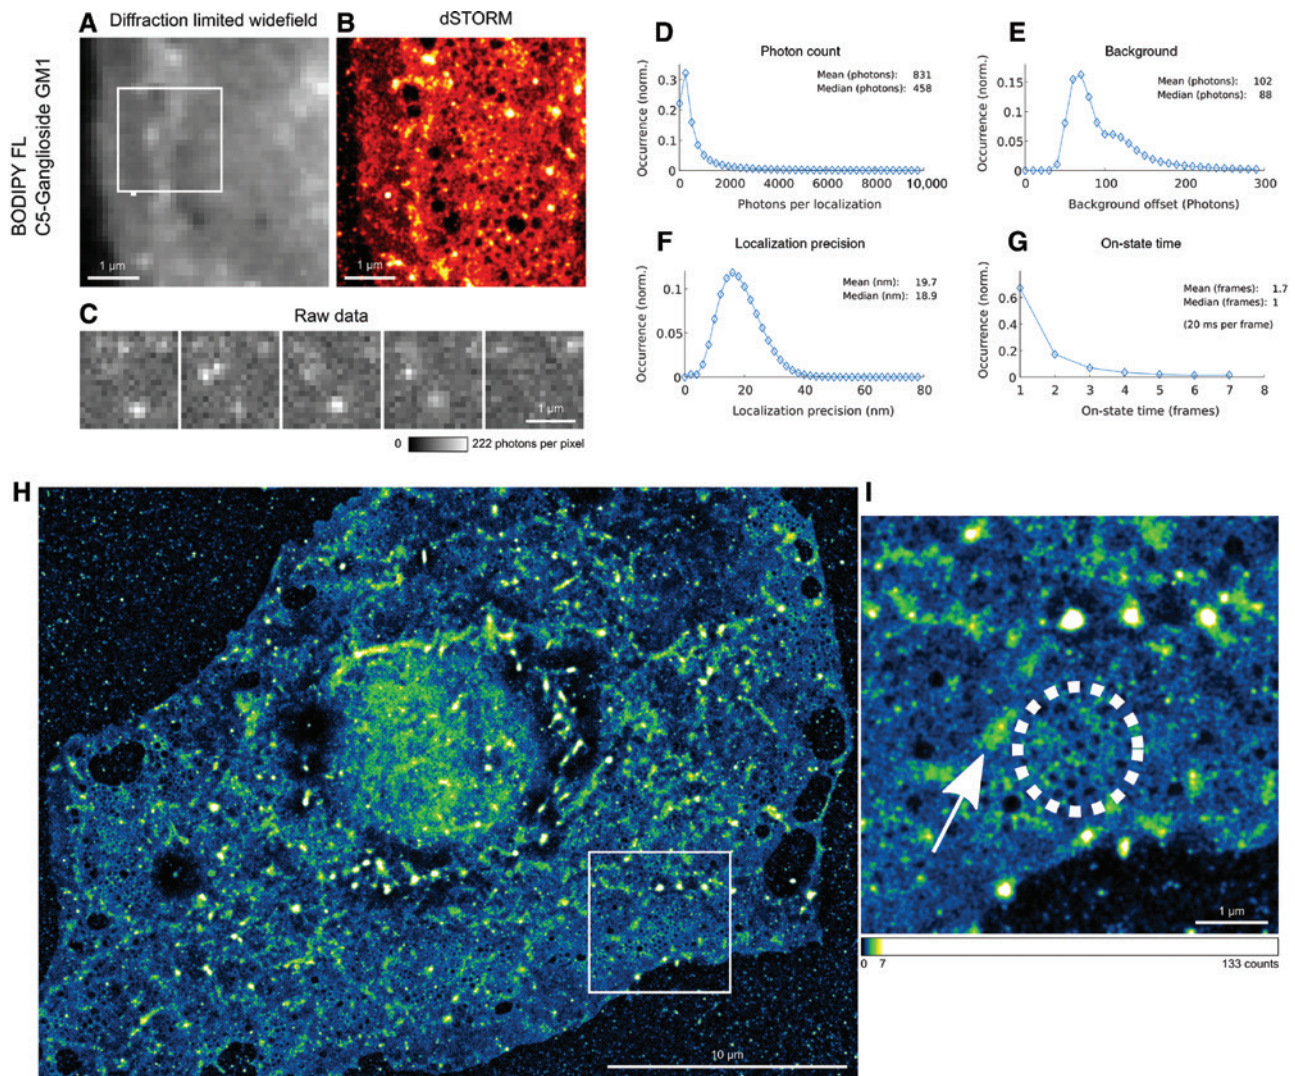 A
Diffraction limited widefield
B
dSTORM
BODIPY FL
C5-Ganglioside GM1
1 µm
1 µm
C
Raw data
1 µm
0
222 photons per pixel
D
Photon count
Mean (photons): 831
Median (photons): 458
Occurrence (norm.)
0.3
0.2
0.1
0
0
2000
4000
6000
8000
10,000
Photons per localization
E
Background
Mean (photons): 102
Median (photons): 88
Occurrence (norm.)
0.15
0.1
0.05
0
0
100
200
300
Background offset (Photons)
F
Localization precision
Mean (nm): 19.7
Median (nm): 18.9
Occurrence (norm.)
0.1
0.05
0
0
20
40
60
80
Localization precision (nm)
G
On-state time
Mean (frames): 1.7
Median (frames): 1
(20 ms per frame)
Occurrence (norm.)
0.6
0.4
0.2
0
1
2
3
4
5
6
7
8
On-state time (frames)
H
10 µm
I
1 µm
0
7
133 counts